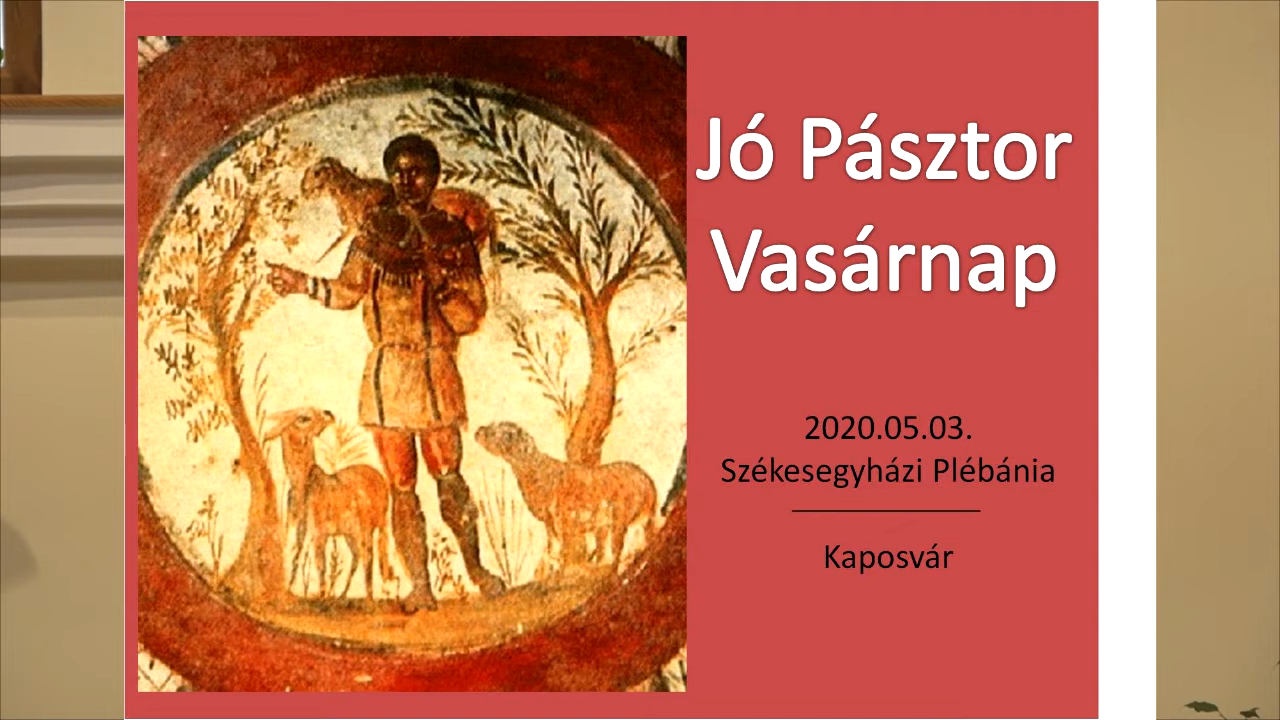 Jó Pásztor
Vasárnap
2020.05.03.
Székesegyházi Plébánia
Kaposvár